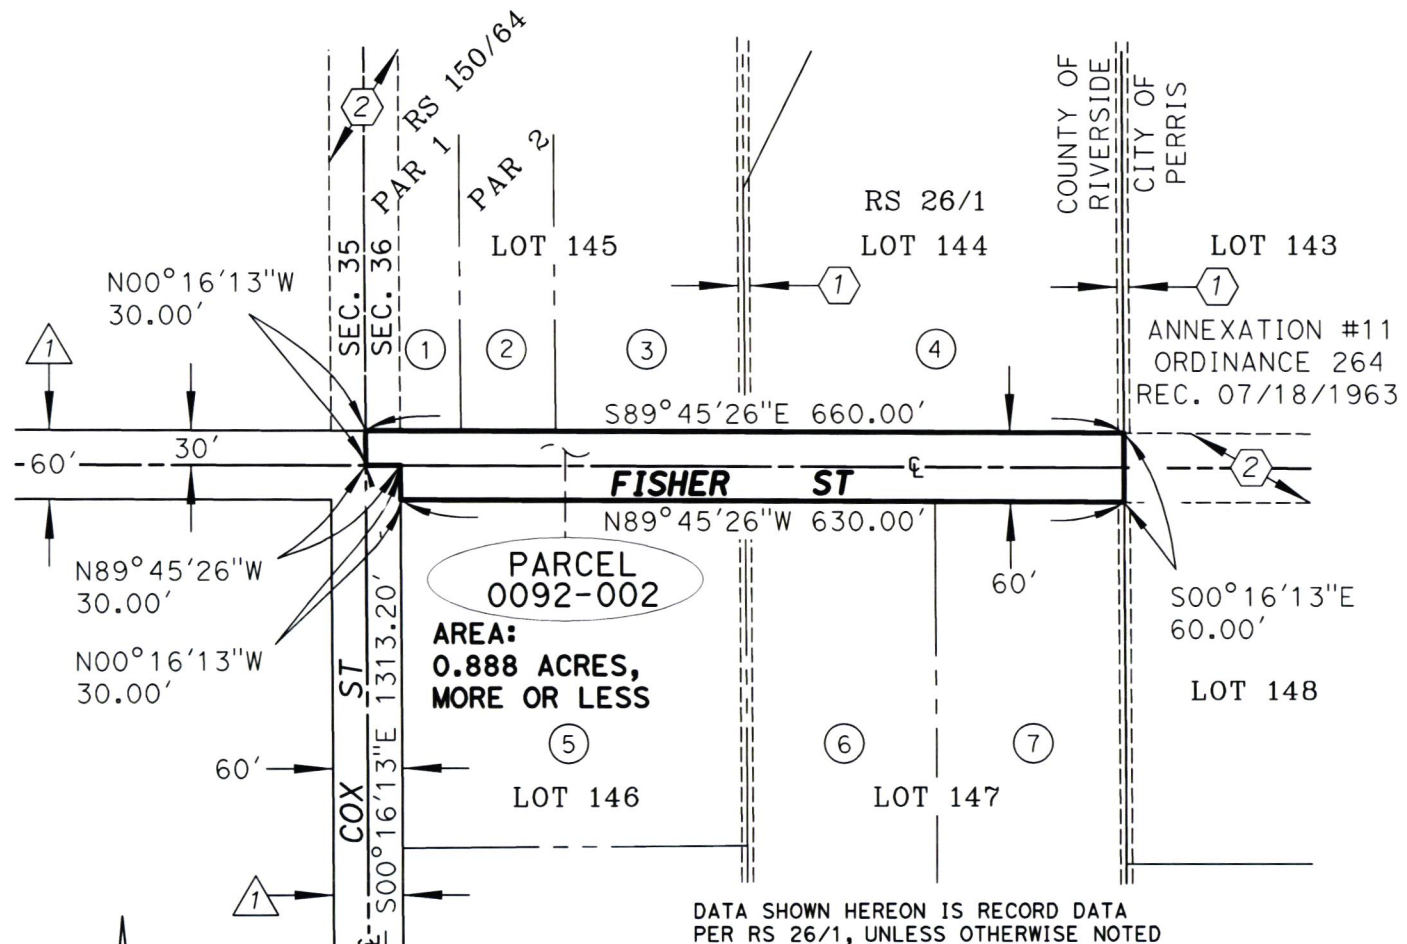 RS 150/64
2
PAR 1
PAR 2
COUNTY OF
RIVERSIDE
CITY OF
PERRIS
RS 26/1
LOT 145
LOT 144
LOT 143
SEC. 35
SEC. 36
N00°16'13"W
30.00'
1
1
1
ANNEXATION #11
ORDINANCE 264
REC. 07/18/1963
1
2
3
4
S89°45'26"E 660.00'
60'
30'
FISHER ST
℄
2
N89°45'26"W 630.00'
N89°45'26"W
30.00'
PARCEL
0092-002
60'
S00°16'13"E
60.00'
N00°16'13"W
30.00'
AREA:
0.888 ACRES,
MORE OR LESS
LOT 148
5
6
7
60'
COX ST
S00°16'13"E 1313.20'
LOT 146
LOT 147
1
DATA SHOWN HEREON IS RECORD DATA
PER RS 26/1, UNLESS OTHERWISE NOTED